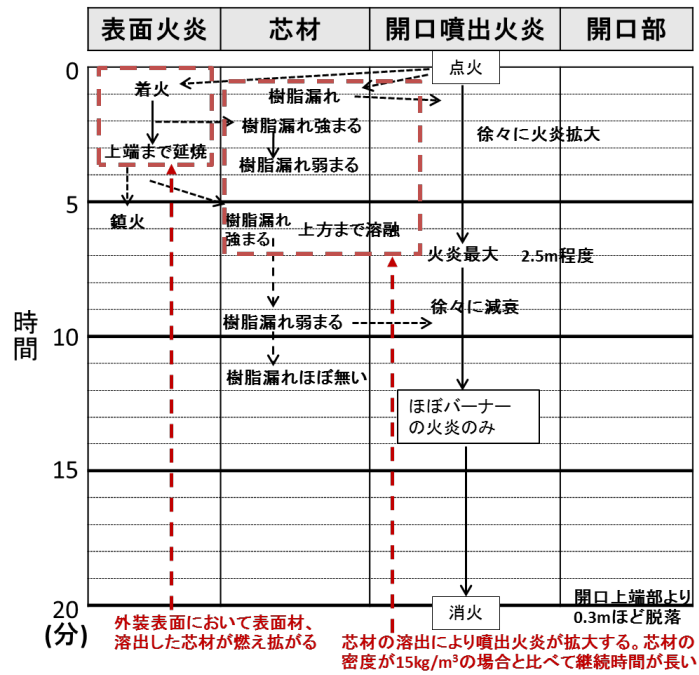 表面火炎 芯材 開口噴出火炎 開口部
0
点火
着火
樹脂漏れ
樹脂漏れ強まる
徐々に火炎拡大
上端まで延焼
樹脂漏れ弱まる
5
鎮火
樹脂漏れ
強まる
上方まで溶融
火炎最大 2.5m程度
時間
樹脂漏れ弱まる
徐々に減衰
10
樹脂漏れほぼ無い
ほぼバーナー
の火炎のみ
15
20
(分)
消火
開口上端部より
0.3mほど脱落
外装表面において表面材、
溶出した芯材が燃え拡がる
芯材の溶出により噴出火炎が拡大する。芯材の
密度が15kg/m³の場合と比べて継続時間が長い